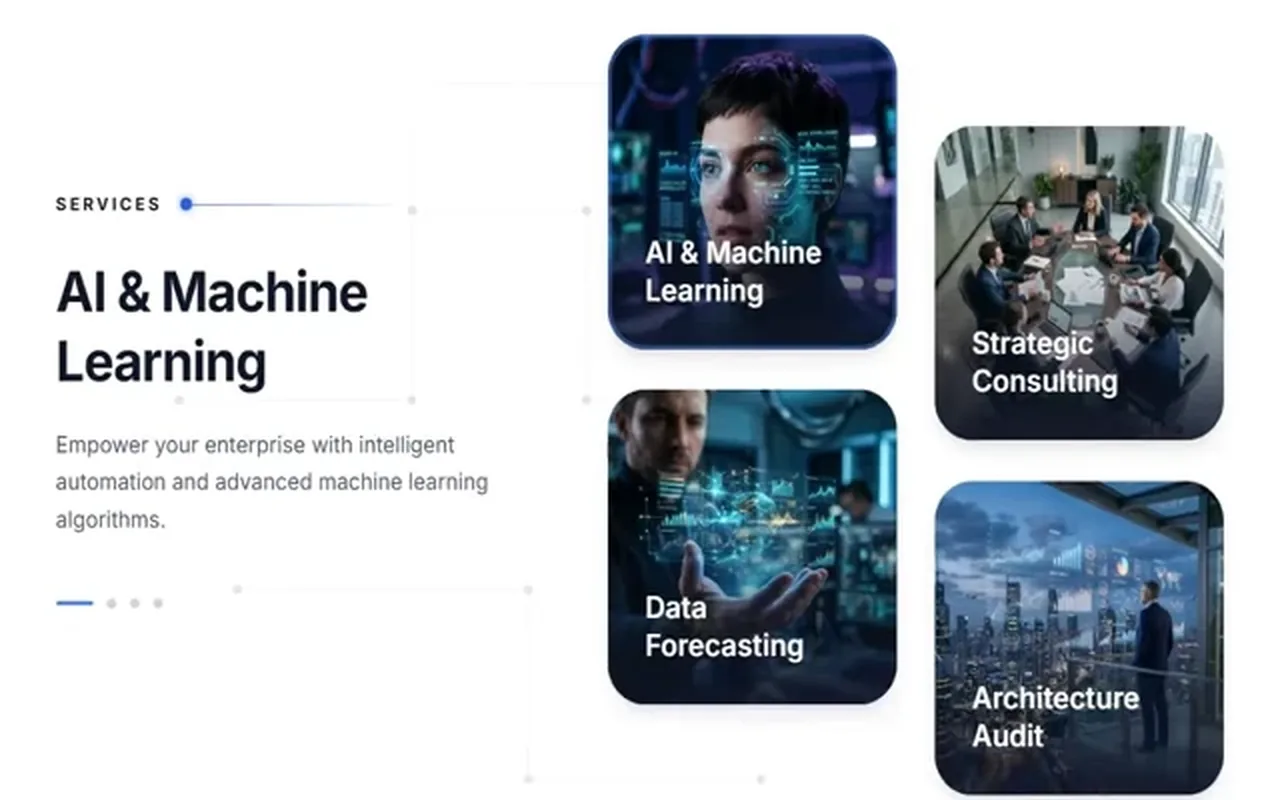 SERVICES
AI & Machine
Learning
Empower your enterprise with intelligent
automation and advanced machine learning
algorithms.
AI & Machine
Learning
Strategic
Consulting
Data
Forecasting
Architecture
Audit